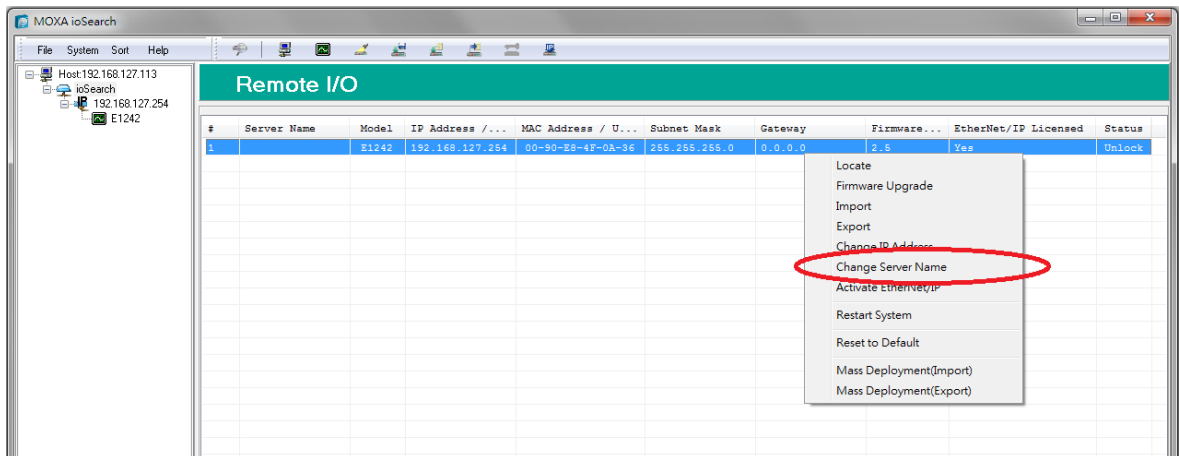 MOXA ioSearch
File System Sort Help
Host:192.168.127.113
ioSearch
192.168.127.254
E1242
Remote I/O
# Server Name Model IP Address /... MAC Address / U... Subnet Mask Gateway Firmware... EtherNet/IP Licensed Status
1 E1242 192.168.127.254 00-90-E8-4F-0A-36 255.255.255.0 0.0.0.0 2.5 Yes Unlock
Locate
Firmware Upgrade
Import
Export
Change IP Address
Change Server Name
Activate EtherNet/IP
Restart System
Reset to Default
Mass Deployment(Import)
Mass Deployment(Export)